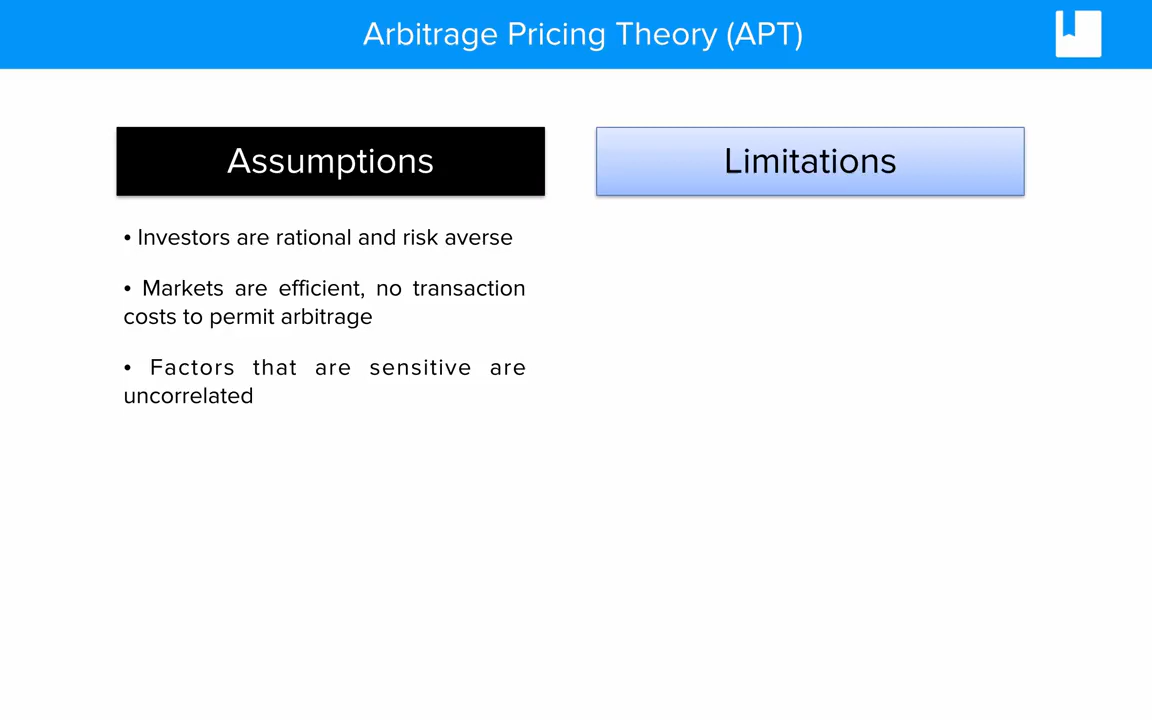 Arbitrage Pricing Theory (APT)
Assumptions
Limitations
• Investors are rational and risk averse
• Markets are efficient, no transaction
costs to permit arbitrage
• Factors that are sensitive are
uncorrelated